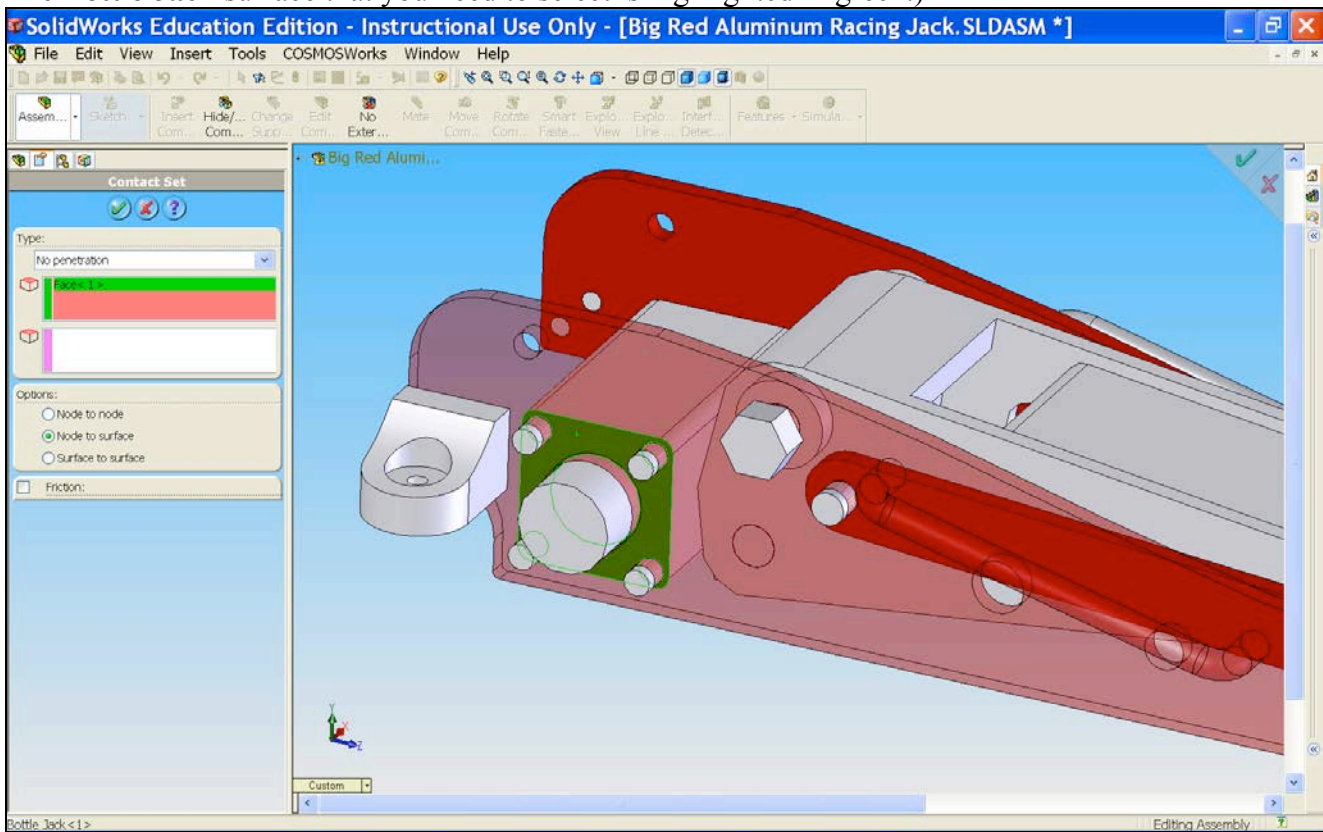 SolidWorks Education Edition - Instructional Use Only - [Big Red Aluminum Racing Jack.SLDASM *]
File Edit View Insert Tools COSMOSWorks Window Help
Assem... Sketch Insert Com... Hide/... Com... Change Supp... Edit Com... No Exter... Mate Move Com... Rotate Com... Smart Faste... Explo... View Explo... Line ... Interf... Detec... Features Simula...
Big Red Alumi...
Contact Set
Type:
No penetration
Face<1>
Options:
Node to node
Node to surface
Surface to surface
Friction:
Y
X
Z
Custom
Bottle Jack<1>
Editing Assembly